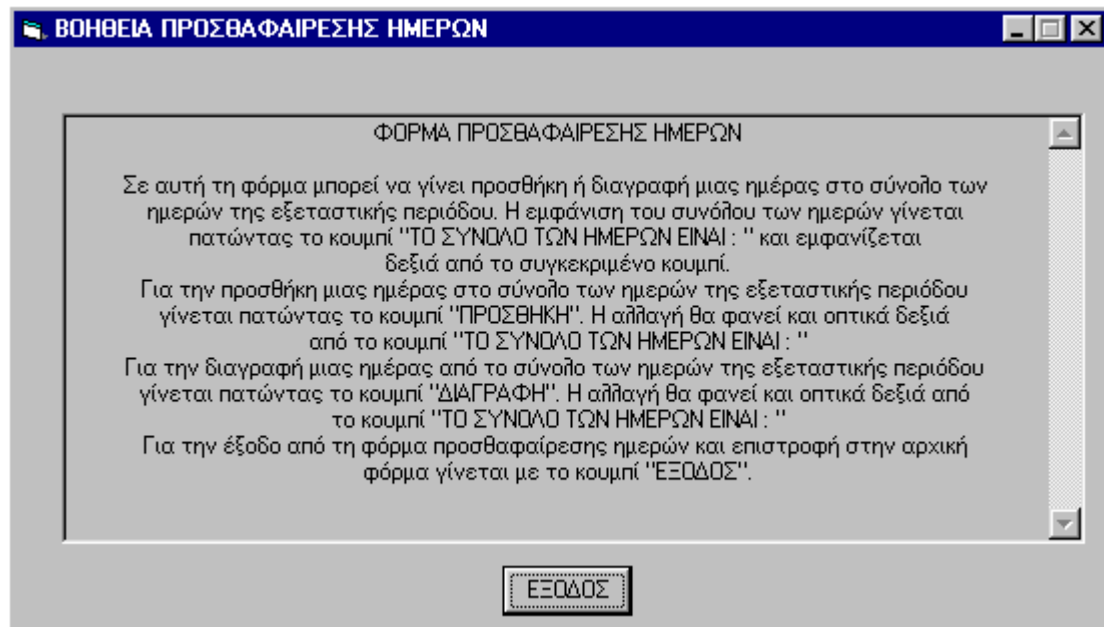 ΒΟΗΘΕΙΑ ΠΡΟΣΘΑΦΑΙΡΕΣΗΣ ΗΜΕΡΩΝ
ΦΟΡΜΑ ΠΡΟΣΘΑΦΑΙΡΕΣΗΣ ΗΜΕΡΩΝ
Σε αυτή τη φόρμα μπορεί να γίνει προσθήκη ή διαγραφή μιας ημέρας στο σύνολο των
ημερών της εξεταστικής περιόδου. Η εμφάνιση του συνόλου των ημερών γίνεται
πατώντας το κουμπί "ΤΟ ΣΥΝΟΛΟ ΤΩΝ ΗΜΕΡΩΝ ΕΙΝΑΙ : " και εμφανίζεται
δεξιά από το συγκεκριμένο κουμπί.
Για την προσθήκη μιας ημέρας στο σύνολο των ημερών της εξεταστικής περιόδου
γίνεται πατώντας το κουμπί "ΠΡΟΣΘΗΚΗ". Η αλλαγή θα φανεί και οπτικά δεξιά
από το κουμπί "ΤΟ ΣΥΝΟΛΟ ΤΩΝ ΗΜΕΡΩΝ ΕΙΝΑΙ : "
Για την διαγραφή μιας ημέρας από το σύνολο των ημερών της εξεταστικής περιόδου
γίνεται πατώντας το κουμπί "ΔΙΑΓΡΑΦΗ". Η αλλαγή θα φανεί και οπτικά δεξιά από
το κουμπί "ΤΟ ΣΥΝΟΛΟ ΤΩΝ ΗΜΕΡΩΝ ΕΙΝΑΙ : "
Για την έξοδο από τη φόρμα προσθαφαίρεσης ημερών και επιστροφή στην αρχική
φόρμα γίνεται με το κουμπί "ΕΞΟΔΟΣ".
ΕΞΟΔΟΣ